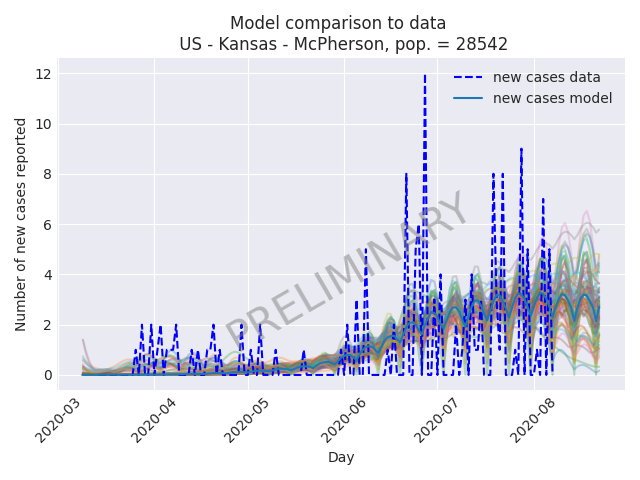 Model comparison to data
US - Kansas - McPherson, pop. = 28542
Number of new cases reported
12
10
8
6
4
2
0
new cases data
new cases model
PRELIMINARY
2020-03
2020-04
2020-05
2020-06
2020-07
2020-08
Day